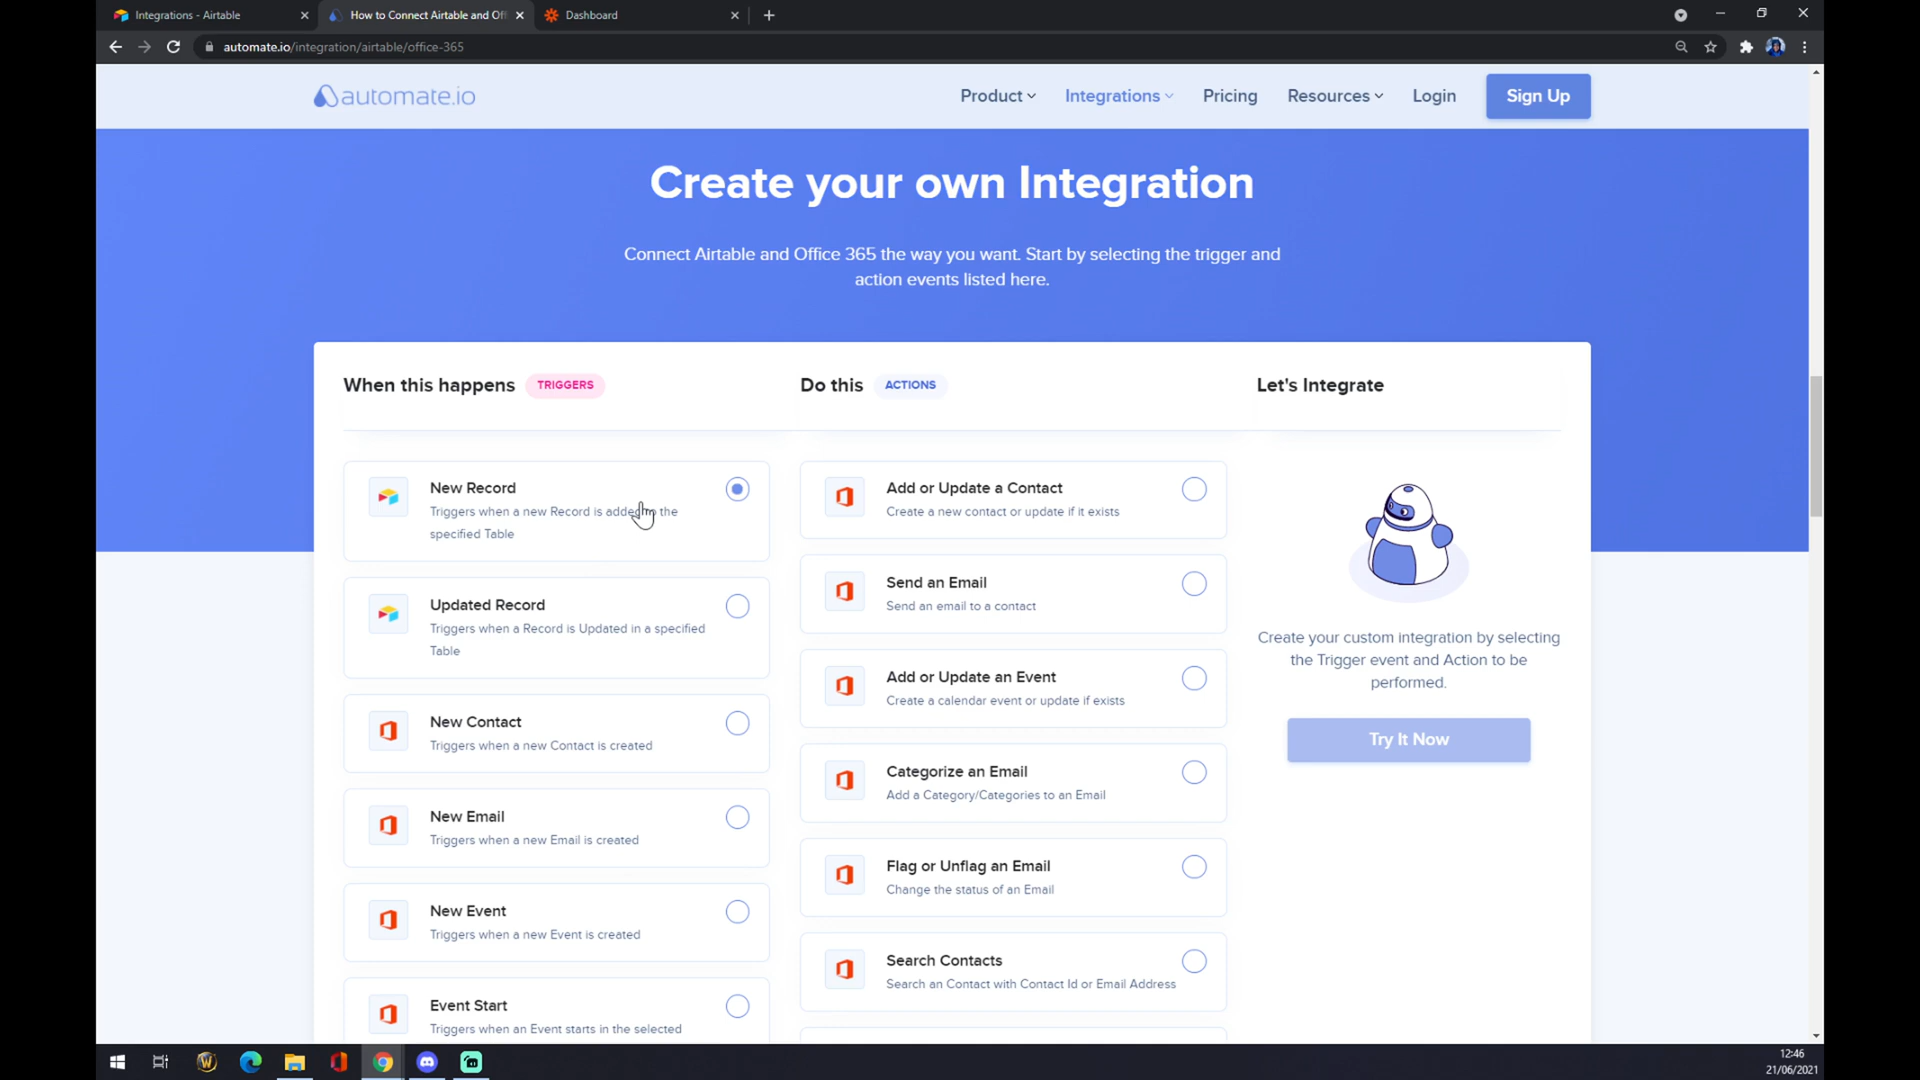 Integrations - Airtable
How to Connect Airtable and Off
Dashboard
automate.io/integration/airtable/office-365
automate.io
Product
Integrations
Pricing
Resources
Login
Sign Up
Create your own Integration
Connect Airtable and Office 365 the way you want. Start by selecting the trigger and
action events listed here.
When this happens
TRIGGERS
Do this
ACTIONS
Let's Integrate
New Record
Triggers when a new Record is added to the
specified Table
Updated Record
Triggers when a Record is Updated in a specified
Table
New Contact
Triggers when a new Contact is created
New Email
Triggers when a new Email is created
New Event
Triggers when a new Event is created
Event Start
Triggers when an Event starts in the selected
Add or Update a Contact
Create a new contact or update if it exists
Send an Email
Send an email to a contact
Add or Update an Event
Create a calendar event or update if exists
Categorize an Email
Add a Category/Categories to an Email
Flag or Unflag an Email
Change the status of an Email
Search Contacts
Search an Contact with Contact Id or Email Address
Create your custom integration by selecting
the Trigger event and Action to be
performed.
Try It Now
12:46
21/06/2021